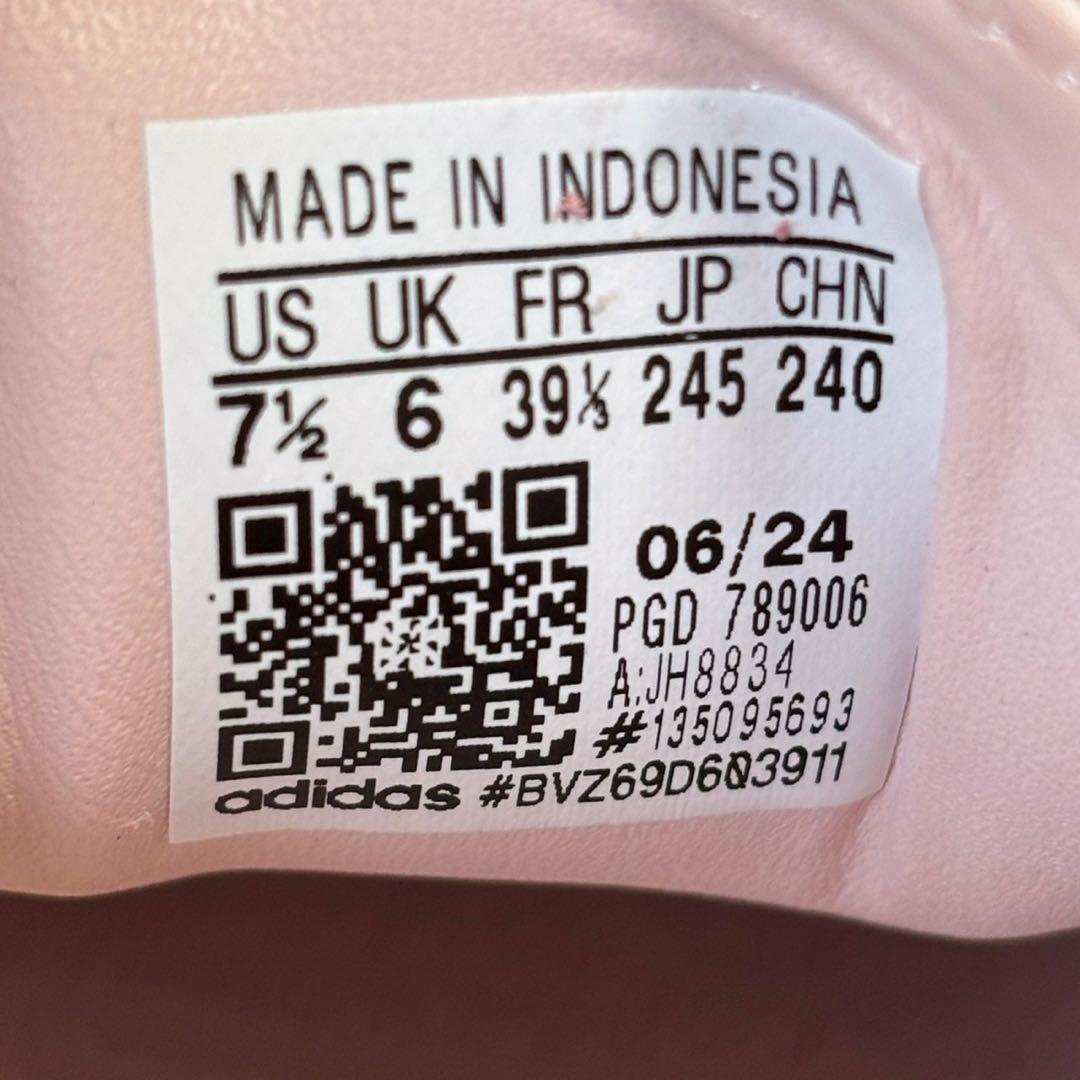 MADE IN INDONESIA
US UK FR JP CHN
7½ 6 39⅓ 245 240
06/24
PGD 789006
A:JH8834
#135095693
adidas #BVZ69D603911